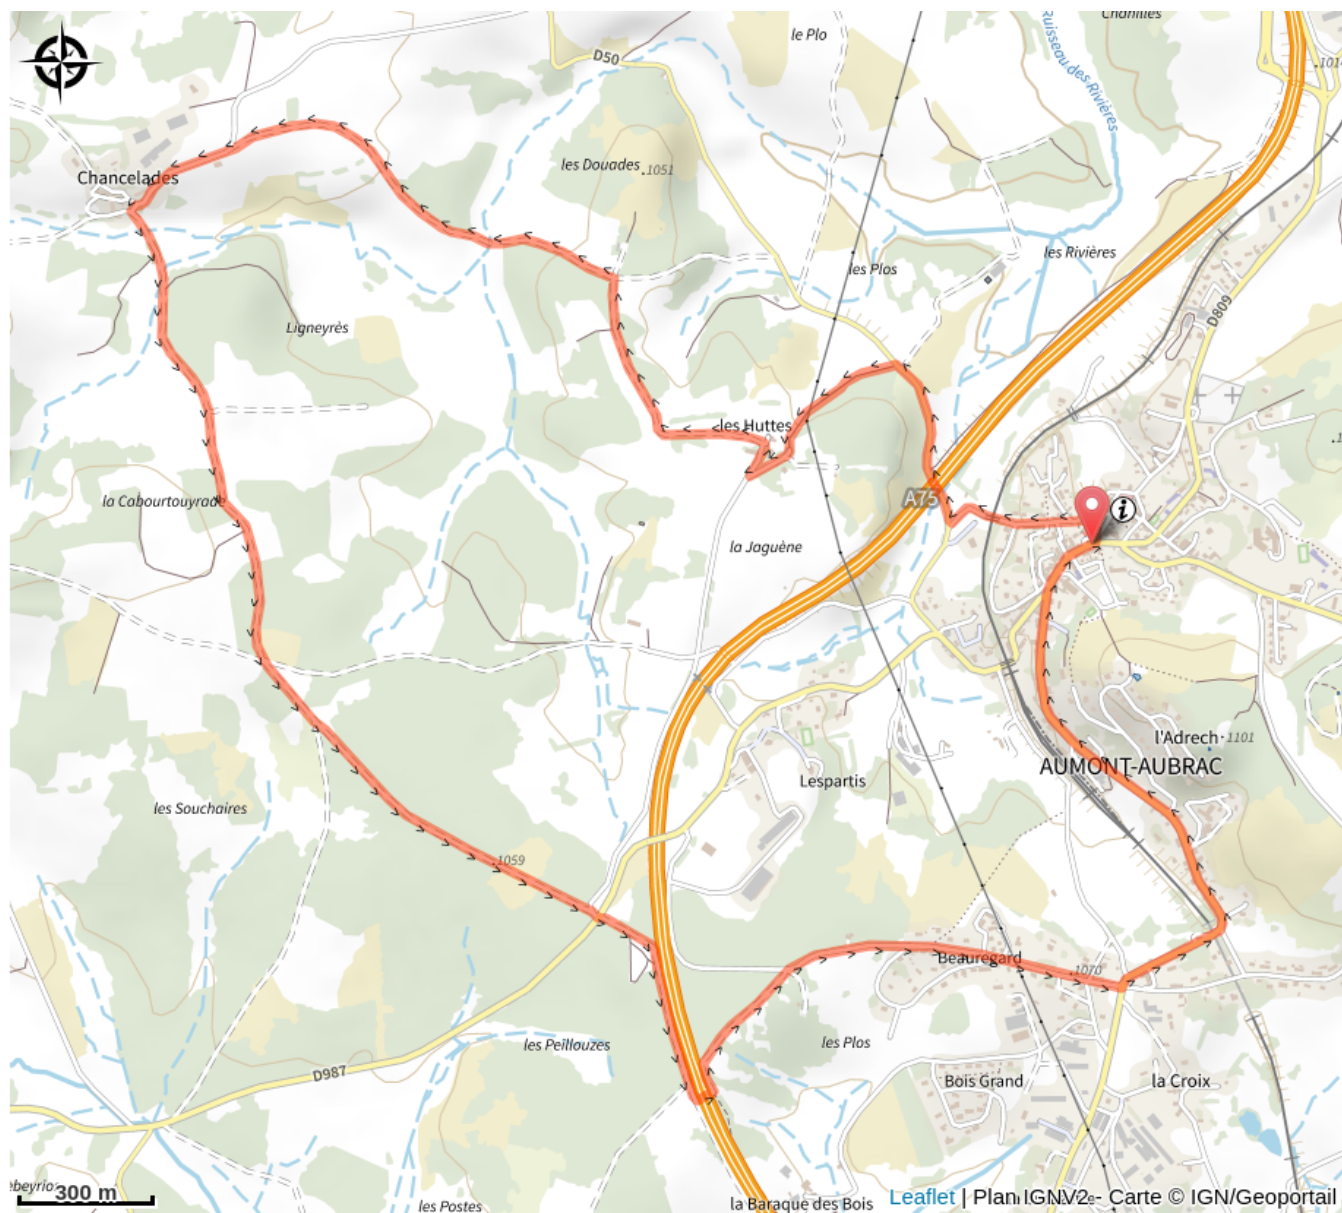 Chanilles
le Plo
D50
Ruisseau des Rivières
les Douades
1051
Chancelades
les Rivières
les Plos
D809
Ligneyrès
les Huttes
la Cabourtouyrade
A75
i
la Jaguène
l'Adrech
1101
AUMONT-AUBRAC
Lespartis
les Souchaires
1059
Beauregard
1070
les Peillouzes
les Plos
D987
Bois Grand
la Croix
300 m
les Postes
la Baraque des Bois
Leaflet | Plan IGNV2 - Carte © IGN/Geoportail